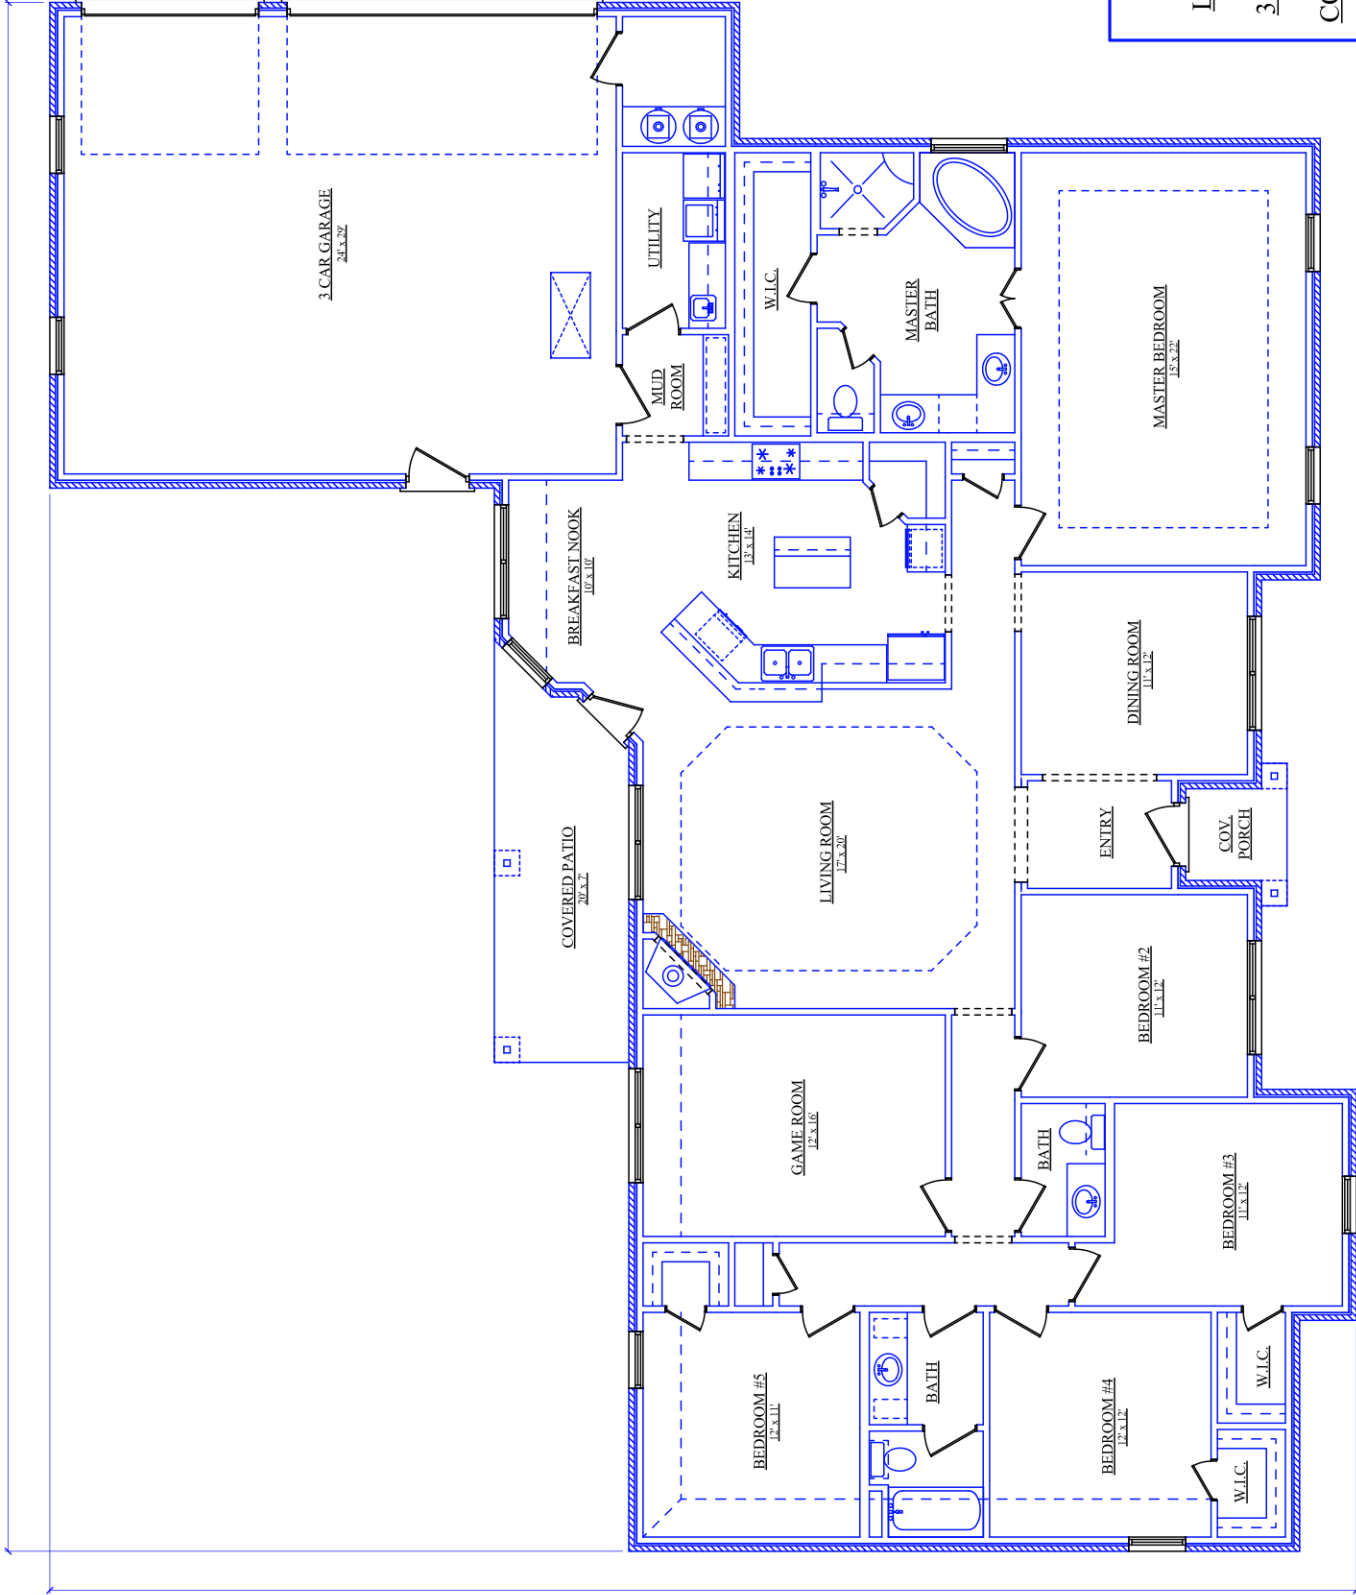 3 CAR GARAGE
24' x 29'
UTILITY
MUD
ROOM
W.I.C.
MASTER
BATH
MASTER BEDROOM
15' x 22'
BREAKFAST NOOK
10' x 10'
KITCHEN
13' x 14'
DINING ROOM
11' x 12'
COVERED PATIO
20' x 7'
LIVING ROOM
17' x 20'
ENTRY
COV.
PORCH
BEDROOM #2
11' x 12'
GAME ROOM
12' x 16'
BATH
BEDROOM #3
11' x 12'
BEDROOM #5
12' x 11'
BATH
BEDROOM #4
12' x 12'
W.I.C.
W.I.C.
L
3
CO